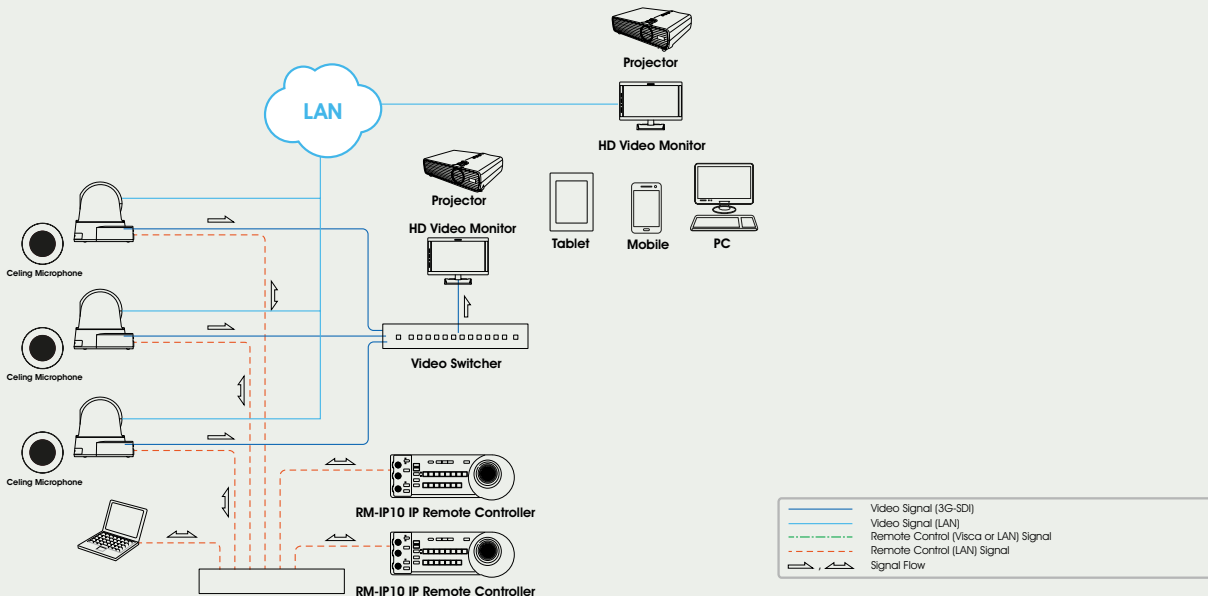 Projector
LAN
HD Video Monitor
Projector
HD Video Monitor
Tablet
Mobile
PC
Celing Microphone
Video Switcher
Celing Microphone
Celing Microphone
RM-IP10 IP Remote Controller
RM-IP10 IP Remote Controller
Video Signal (3G-SDI)
Video Signal (LAN)
Remote Control (Visca or LAN) Signal
Remote Control (LAN) Signal
, Signal Flow